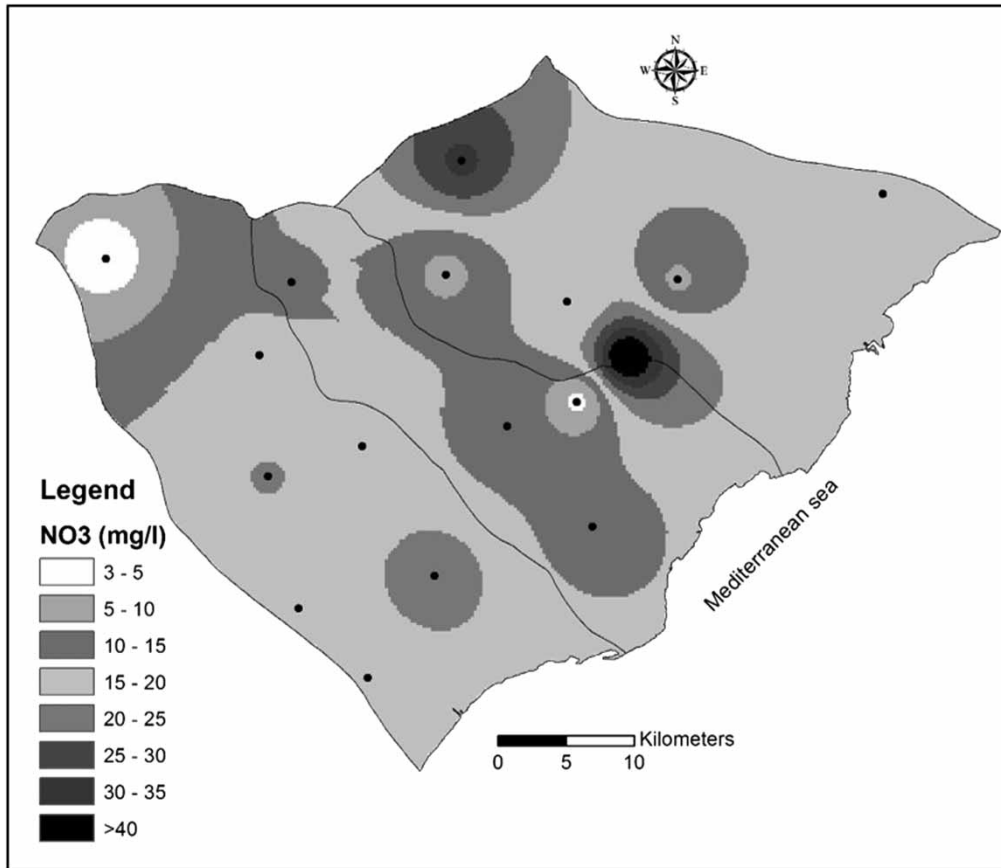 N
W E
S
Legend
NO3 (mg/l)
3 - 5
5 - 10
10 - 15
15 - 20
20 - 25
25 - 30
30 - 35
>40
Mediterranean sea
Kilometers
0 5 10